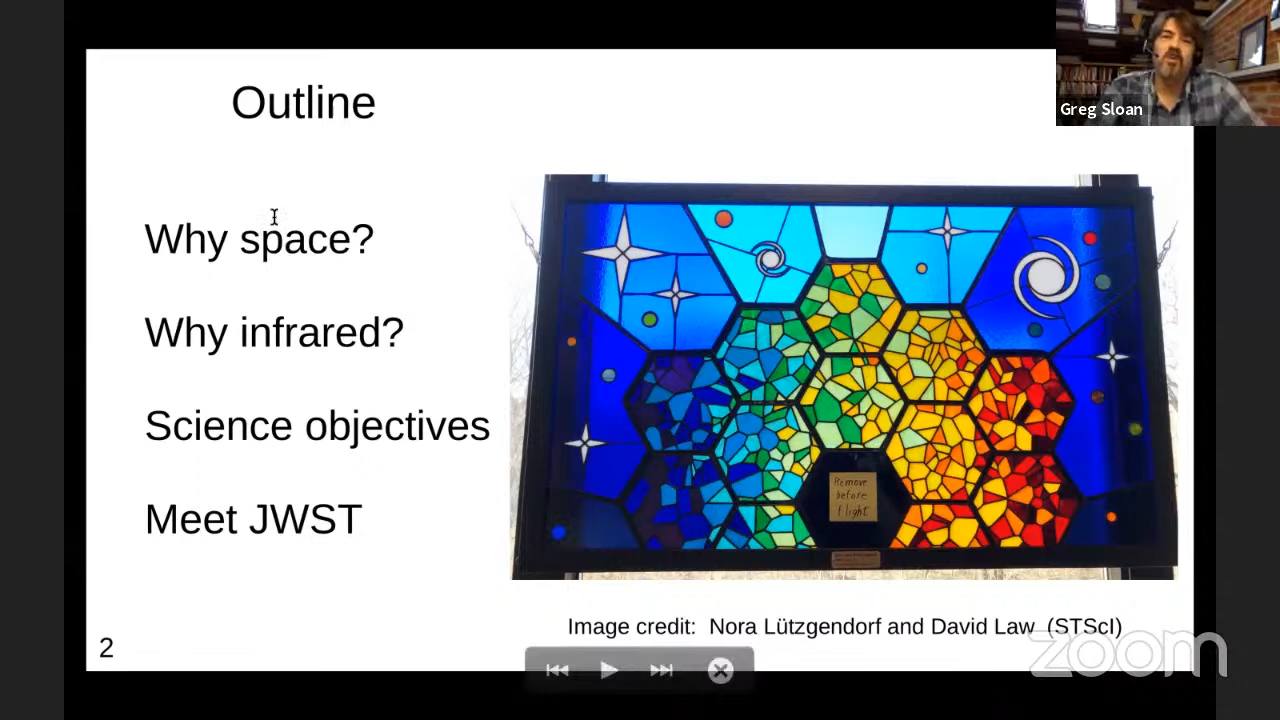 Outline
Greg Sloan
Why space?
Why infrared?
Science objectives
Meet JWST
Remove
before
flight
Image credit: Nora Lützgendorf and David Law (STScI)
2
zoom